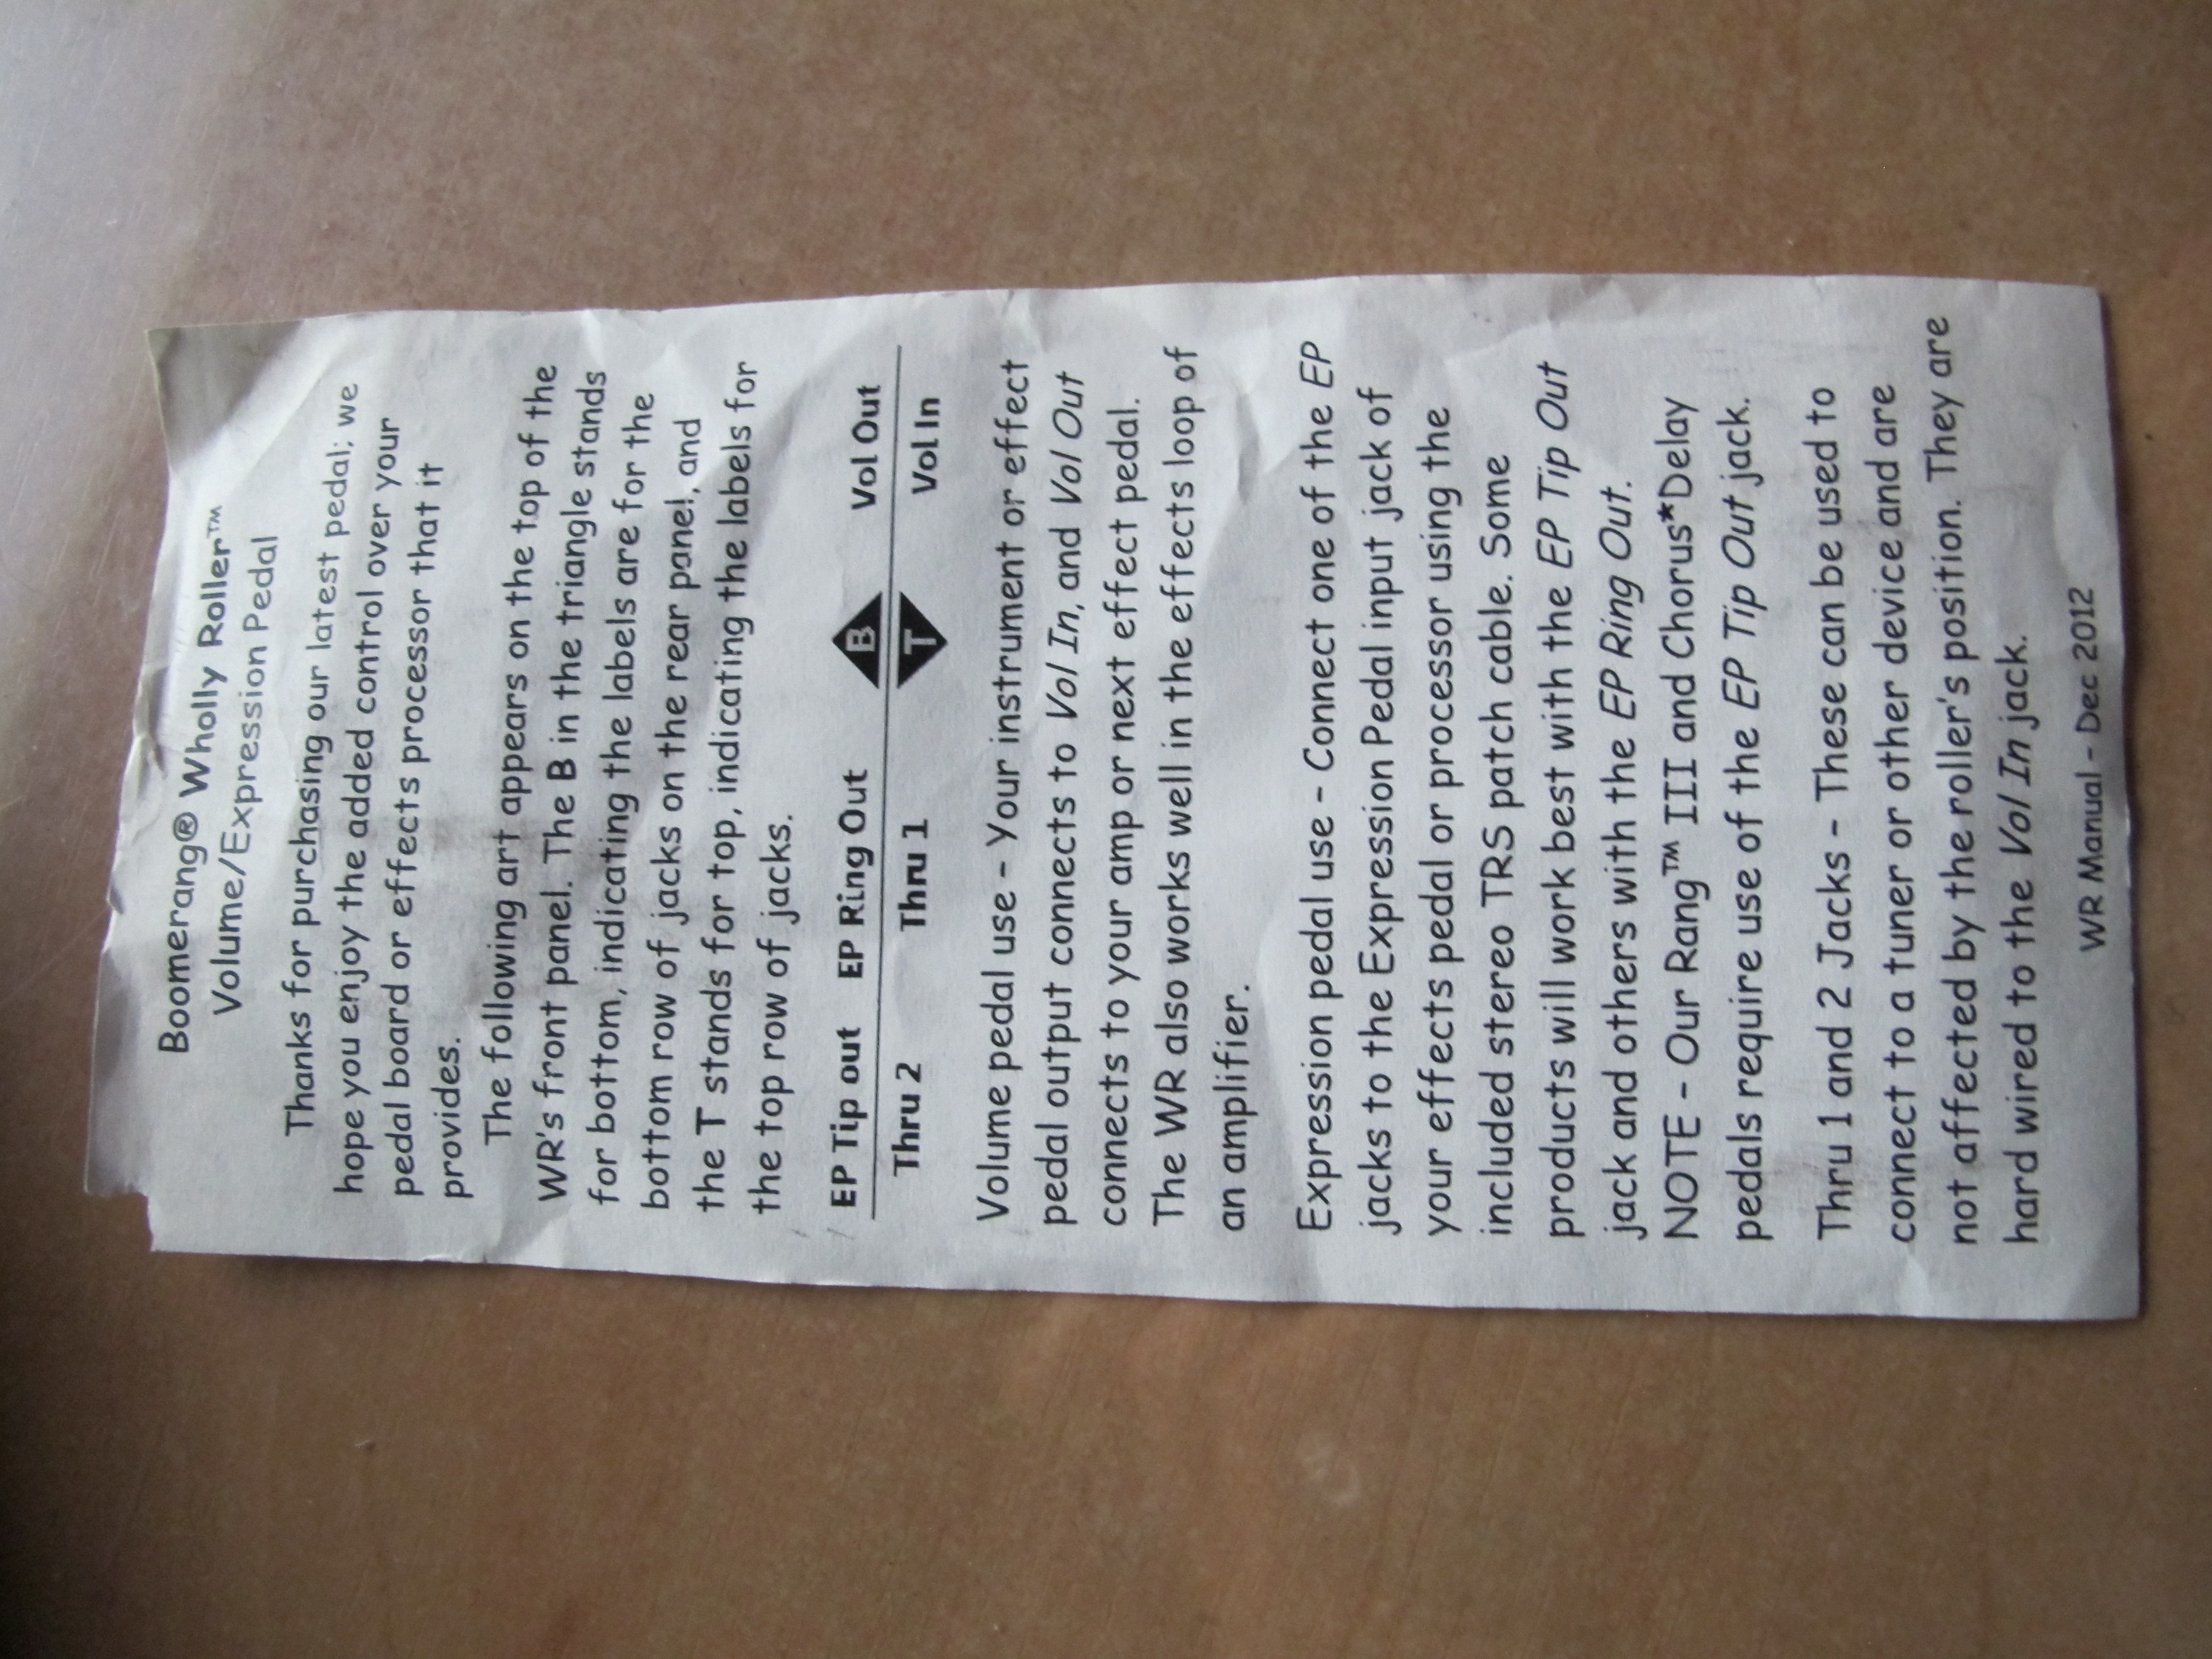 Boomerang® Wholly Roller™
Volume/Expression Pedal
Thanks for purchasing our latest pedal; we
hope you enjoy the added control over your
pedal board or effects processor that it
provides.
The following art appears on the top of the
WR's front panel. The B in the triangle stands
for bottom, indicating the labels are for the
bottom row of jacks on the rear panel, and
the T stands for top, indicating the labels for
the top row of jacks.
EP Tip out EP Ring Out B Vol Out
Thru 2 Thru 1 T Vol In
Volume pedal use - Your instrument or effect
pedal output connects to Vol In, and Vol Out
connects to your amp or next effect pedal.
The WR also works well in the effects loop of
an amplifier.
Expression pedal use - Connect one of the EP
jacks to the Expression Pedal input jack of
your effects pedal or processor using the
included stereo TRS patch cable. Some
products will work best with the EP Tip Out
jack and others with the EP Ring Out.
NOTE - Our Rang™ III and Chorus*Delay
pedals require use of the EP Tip Out jack.
Thru 1 and 2 Jacks - These can be used to
connect to a tuner or other device and are
not affected by the roller's position. They are
hard wired to the Vol In jack.
WR Manual - Dec 2012